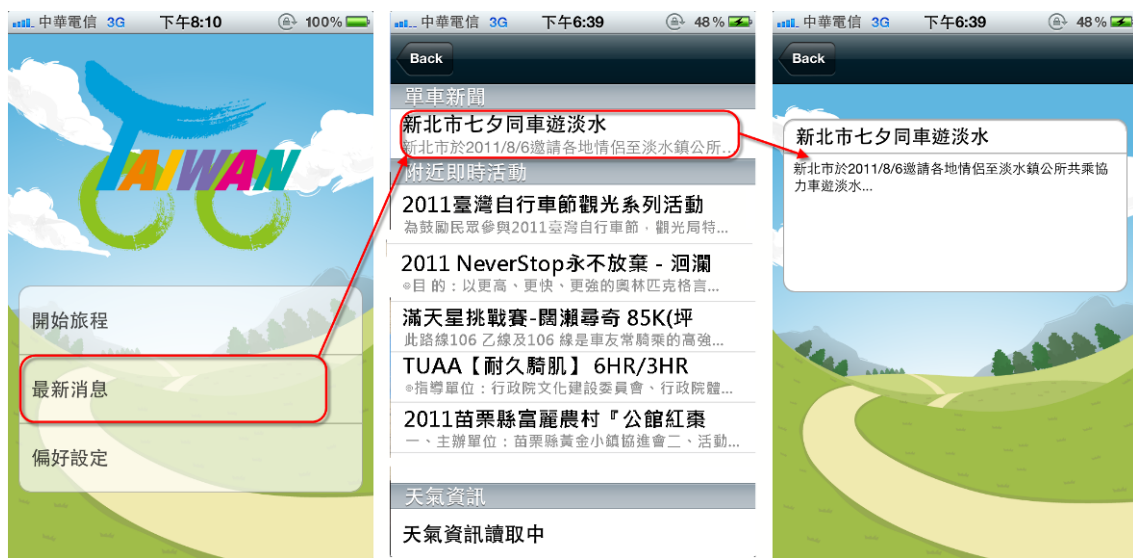 中華電信 3G 下午8:10 100%
TAIWAN
開始旅程
最新消息
偏好設定
中華電信 3G 下午6:39 48%
Back
單車新聞
新北市七夕同車遊淡水
新北市於2011/8/6邀請各地情侶至淡水鎮公所...
附近即時活動
2011臺灣自行車節觀光系列活動
為鼓勵民眾參與2011臺灣自行車節，觀光局特...
2011 NeverStop永不放棄 - 洄瀾
◎目 的：以更高、更快、更強的奧林匹克格言...
滿天星挑戰賽-闊瀨尋奇 85K(坪
此路線106 乙線及106 線是車友常騎乘的高強...
TUAA【耐久騎肌】 6HR/3HR
◎指導單位：行政院文化建設委員會、行政院體...
2011苗栗縣富麗農村『公館紅棗
一、主辦單位：苗栗縣黃金小鎮協進會二、活動...
天氣資訊
天氣資訊讀取中
中華電信 3G 下午6:39 48%
Back
新北市七夕同車遊淡水
新北市於2011/8/6邀請各地情侶至淡水鎮公所共乘協
力車遊淡水...